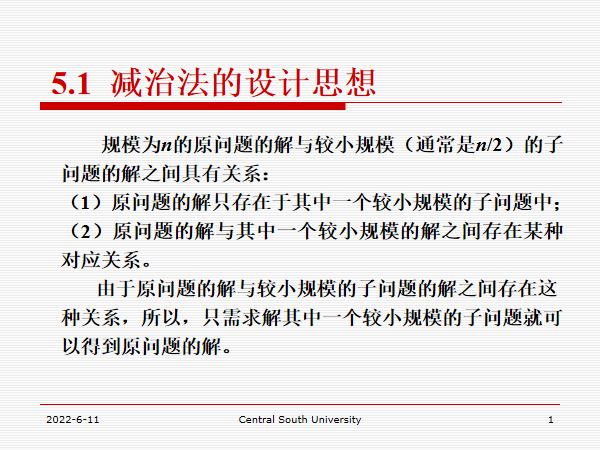 5.1 减治法的设计思想
规模为n的原问题的解与较小规模（通常是n/2）的子
问题的解之间具有关系：
（1）原问题的解只存在于其中一个较小规模的子问题中；
（2）原问题的解与其中一个较小规模的解之间存在某种
对应关系。
由于原问题的解与较小规模的子问题的解之间存在这
种关系，所以，只需求解其中一个较小规模的子问题就可
以得到原问题的解。
2022-6-11 Central South University 1